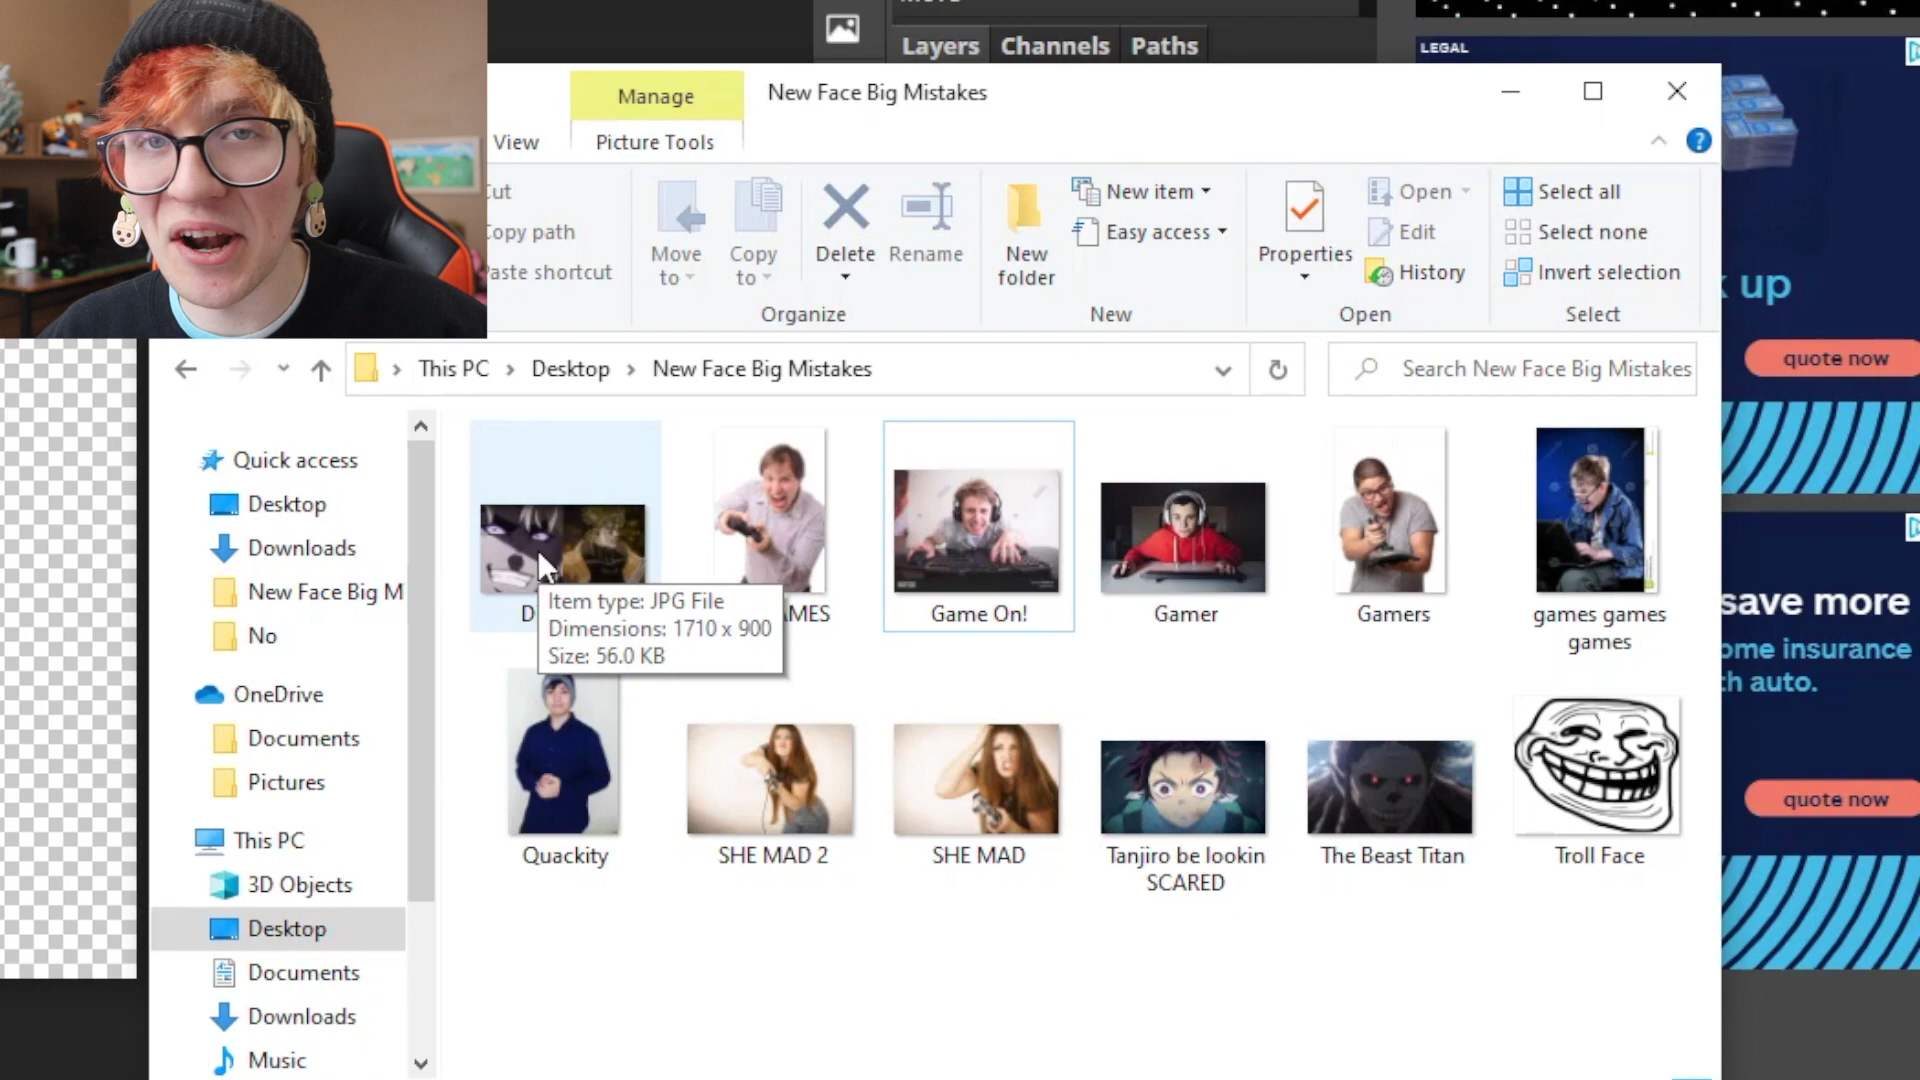 Layers Channels Paths
LEGAL
Manage
New Face Big Mistakes
View
Picture Tools
Cut
Copy path
Paste shortcut
Move to
Copy to
Delete
Rename
New folder
New item
Easy access
Properties
Open
Edit
History
Select all
Select none
Invert selection
Organize
New
Open
Select
This PC
Desktop
New Face Big Mistakes
Search New Face Big Mistakes
Quick access
Desktop
Downloads
New Face Big M
No
OneDrive
Documents
Pictures
This PC
3D Objects
Desktop
Documents
Downloads
Music
D
AMES
Item type: JPG File
Dimensions: 1710 x 900
Size: 56.0 KB
Game On!
Gamer
Gamers
games games
games
Quackity
SHE MAD 2
SHE MAD
Tanjiro be lookin
SCARED
The Beast Titan
Troll Face
up
quote now
save more
ome insurance
h auto.
quote now